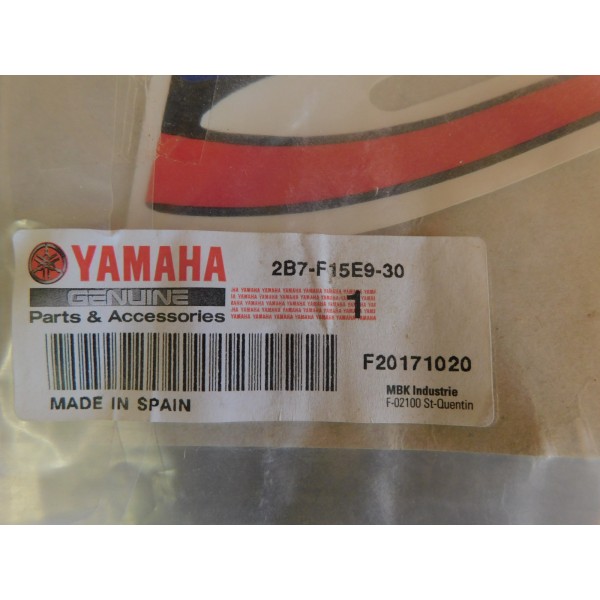 YAMAHA
GENUINE
Parts & Accessories
2B7-F15E9-30
1
F20171020
MADE IN SPAIN
MBK Industrie
F-02100 St-Quentin